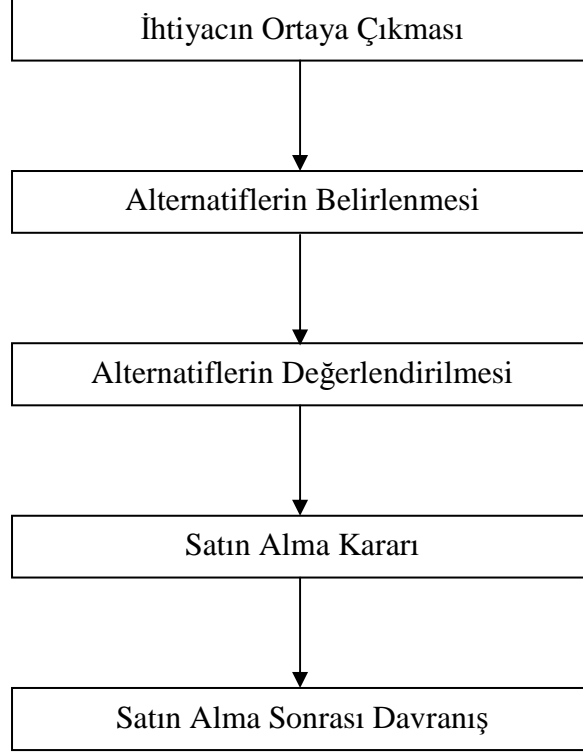 İhtiyacın Ortaya Çıkması
Alternatiflerin Belirlenmesi
Alternatiflerin Değerlendirilmesi
Satın Alma Kararı
Satın Alma Sonrası Davranış